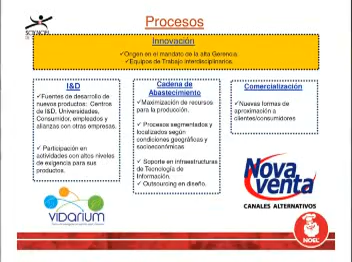 Procesos
Innovación
✓Origen en el mandato de la alta Gerencia.
✓Equipos de Trabajo interdisciplinarios.
I&D
✓Fuentes de desarrollo de
nuevos productos: Centros
de I&D, Universidades,
Consumidor, empleados y
alianzas con otras empresas.
✓ Participación en
actividades con altos niveles
de exigencia para sus
productos.
Cadena de
Abastecimiento
✓Maximización de recursos
para la producción.
✓ Procesos segmentados y
localizados según
condiciones geográficas y
socioeconómicas
✓ Soporte en infraestructuras
de Tecnología de
Información.
✓ Outsourcing en diseño.
Comercialización
✓Nuevas formas de
aproximación a
clientes/consumidores
vidarium
Nova
venta
CANALES ALTERNATIVOS
NOEL